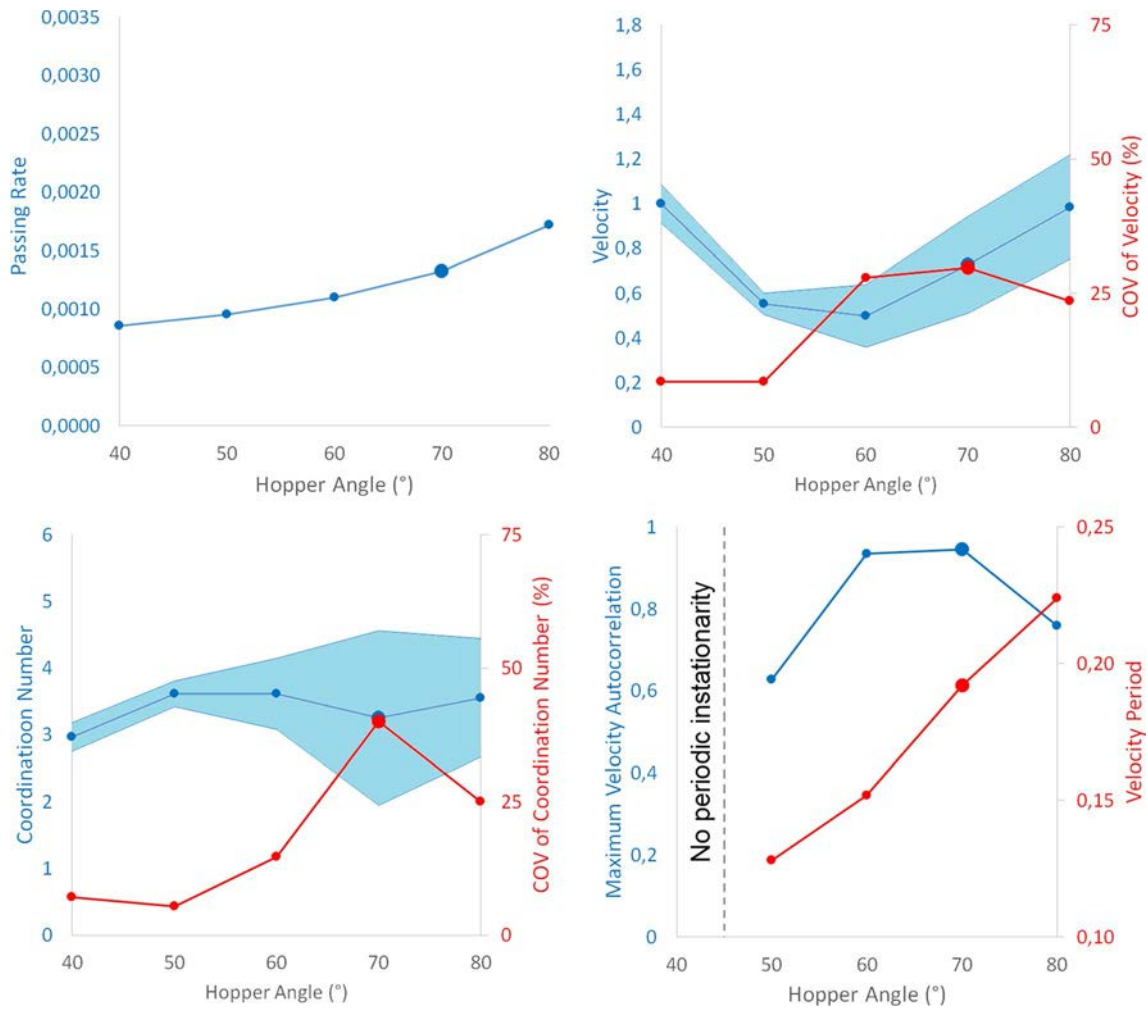 0,0035
0,0030
0,0025
0,0020
0,0015
0,0010
0,0005
0,0000
Passing Rate
40 50 60 70 80
Hopper Angle (°)
1,8
1,6
1,4
1,2
1
0,8
0,6
0,4
0,2
0
Velocity
75
50
25
0
COV of Velocity (%)
40 50 60 70 80
Hopper Angle (°)
6
5
4
3
2
1
0
Coordinatioon Number
75
50
25
0
COV of Coordination Number (%)
40 50 60 70 80
Hopper Angle (°)
1
0,8
0,6
0,4
0,2
0
Maximum Velocity Autocorrelation
No periodic instationarity
0,25
0,20
0,15
0,10
Velocity Period
40 50 60 70 80
Hopper Angle (°)